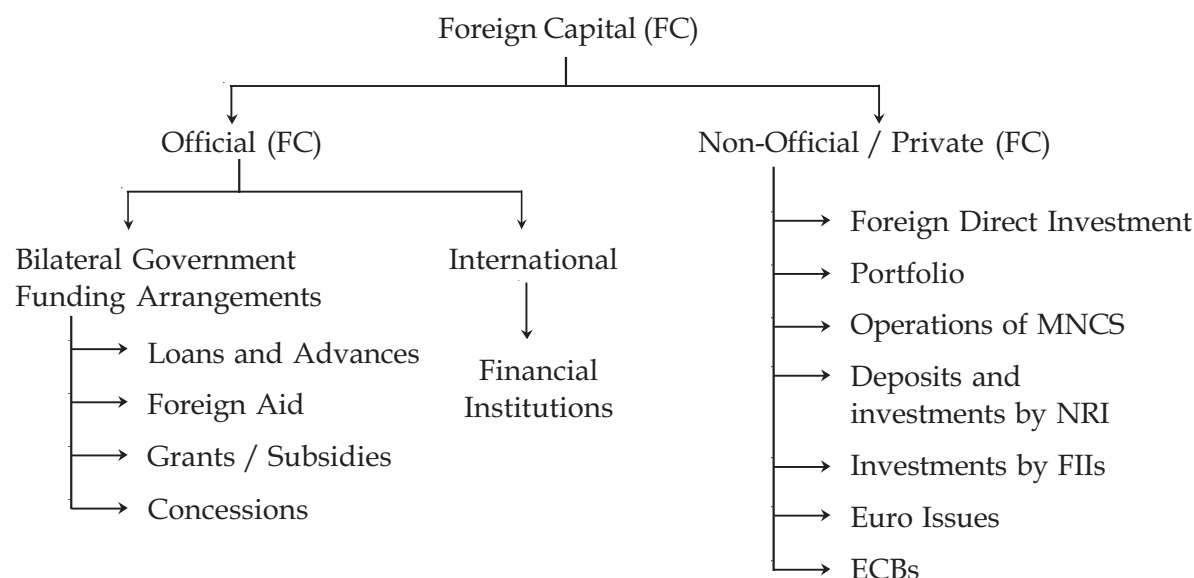 Foreign Capital (FC)
Official (FC)
Non-Official / Private (FC)
Bilateral Government
Funding Arrangements
Loans and Advances
Foreign Aid
Grants / Subsidies
Concessions
International
Financial
Institutions
Foreign Direct Investment
Portfolio
Operations of MNCS
Deposits and
investments by NRI
Investments by FIIs
Euro Issues
ECBs